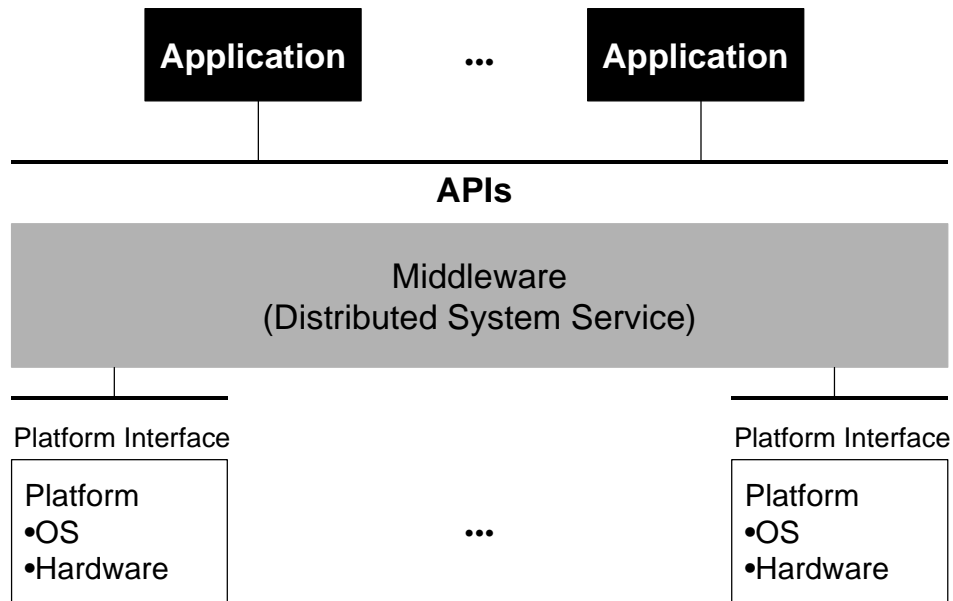 Application ... Application
APIs
Middleware
(Distributed System Service)
Platform Interface
Platform
•OS
•Hardware
...
Platform Interface
Platform
•OS
•Hardware